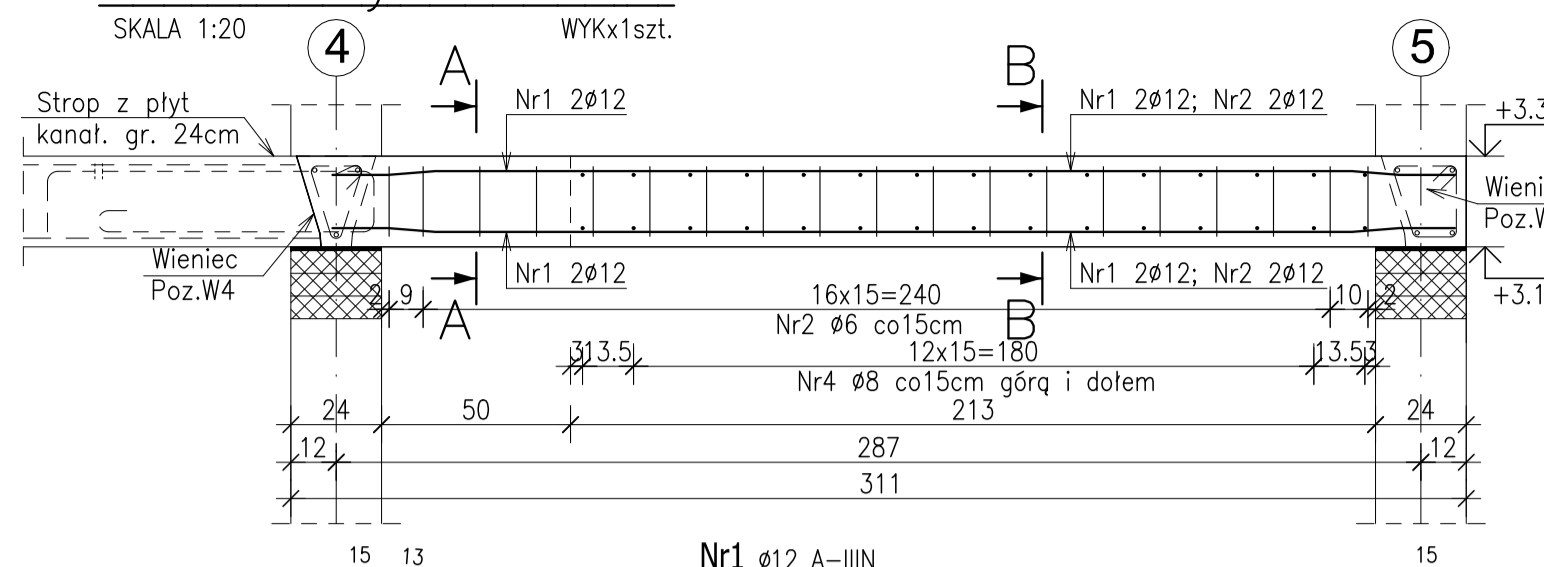 SKALA 1:20
WYKx1szt.
4
5
A
B
Strop z płyt
kanał. gr. 24cm
Nr1 2ø12
Nr1 2ø12; Nr2 2ø12
+3.3
Wieni
Poz.W
Wieniec
Poz.W4
Nr1 2ø12
Nr1 2ø12; Nr2 2ø12
+3.1
A
B
2 9 16x15=240 10 2
Nr2 ø6 co15cm
3 13.5 12x15=180 13.5 3
Nr4 ø8 co15cm górą i dołem
24 50 213 24
12 287 12
311
15 13
Nr1 ø12 A-IIIN
15